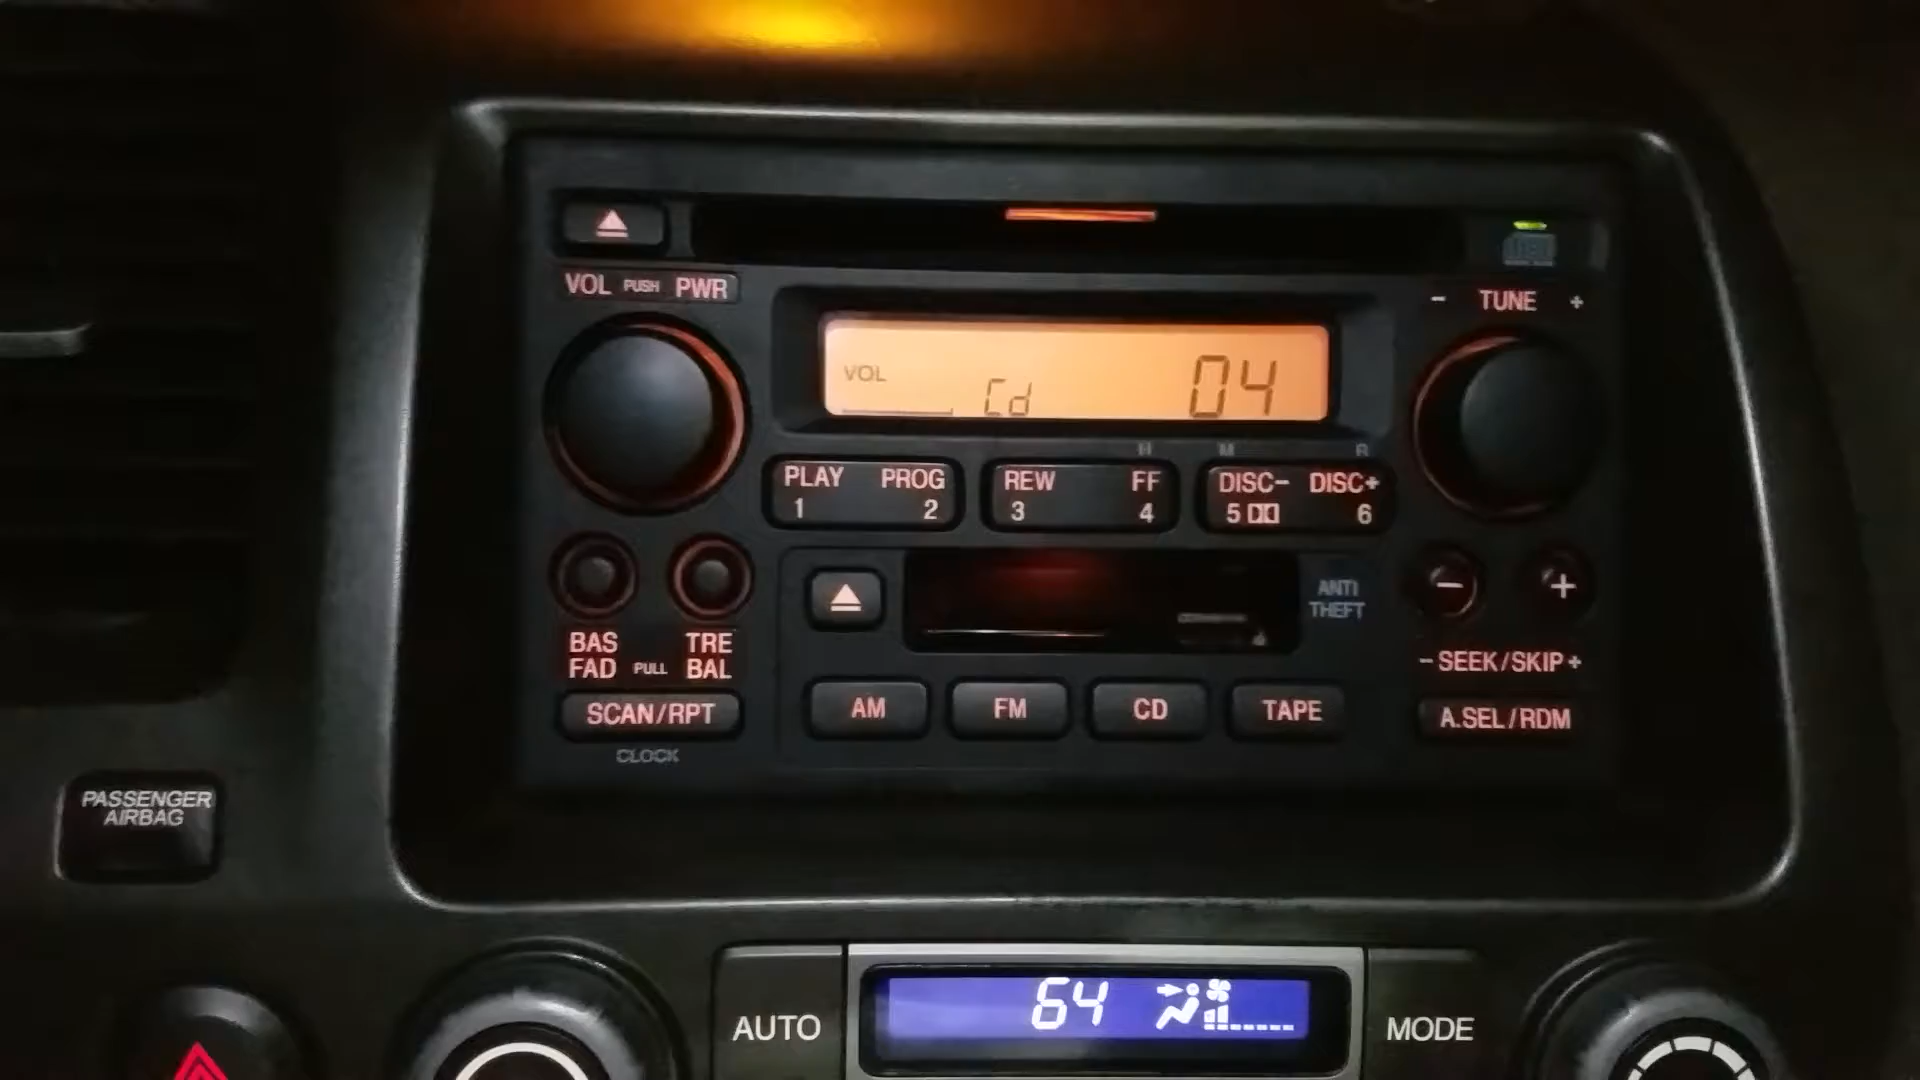 VOL PUSH PWR
- TUNE +
VOL Cd 04
M R
PLAY PROG REW FF DISC- DISC+
1 2 3 4 5 6
ANTI
THEFT
- +
BAS TRE
FAD PULL BAL
- SEEK/SKIP +
SCAN/RPT AM FM CD TAPE A.SEL/RDM
CLOCK
PASSENGER
AIRBAG
AUTO 64 MODE